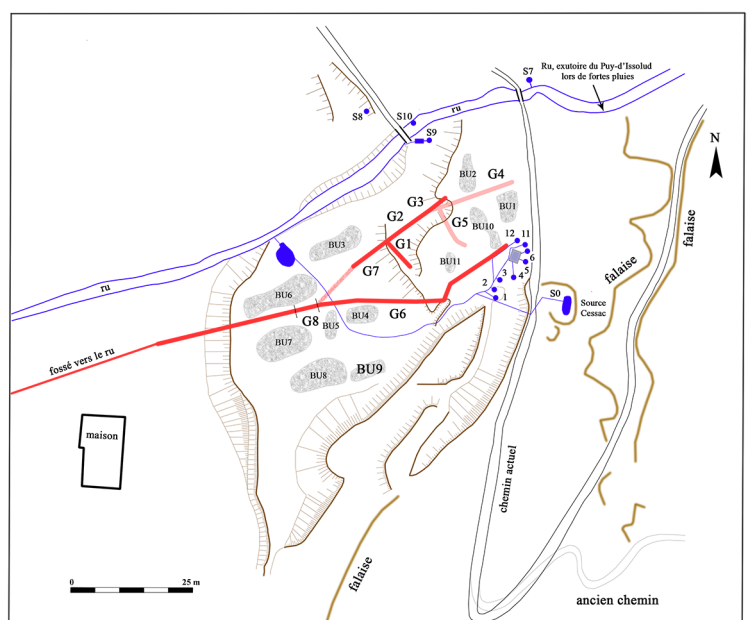 S7
Ru, exutoire du Puy-d'Issolud
lors de fortes pluies
S8
S10
ru
S9
N
BU2
G4
G3
BU1
G2
G5
BU10
falaise
BU3
G1
12
11
BU11
6
falaise
G7
5
3
4
2
ru
BU6
1
S0
Source
Cessac
G8
BU5
BU4
G6
BU7
fossé vers le ru
BU8
BU9
maison
chemin actuel
falaise
0
25 m
ancien chemin